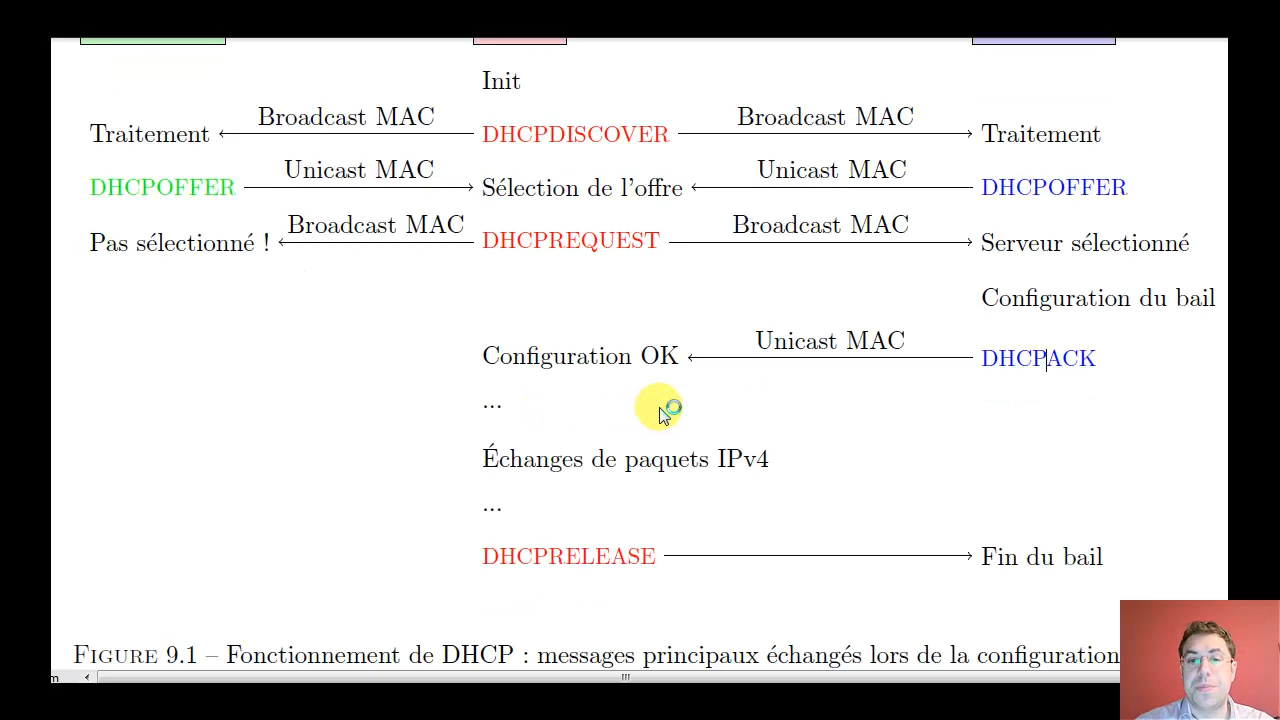 Init
Broadcast MAC Broadcast MAC
Traitement DHCPDISCOVER Traitement
Unicast MAC Unicast MAC
DHCPOFFER Sélection de l'offre DHCPOFFER
Broadcast MAC Broadcast MAC
Pas sélectionné ! DHCPREQUEST Serveur sélectionné
Configuration du bail
Unicast MAC
Configuration OK DHCPACK
...
Échanges de paquets IPv4
...
DHCPRELEASE Fin du bail
FIGURE 9.1 – Fonctionnement de DHCP : messages principaux échangés lors de la configuration